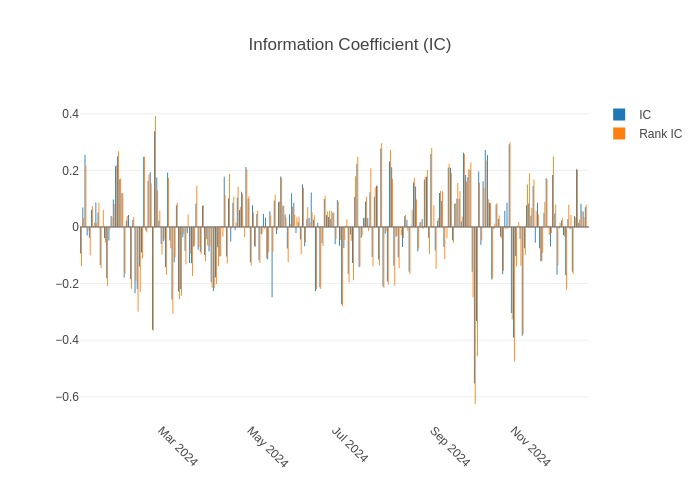 Information Coefficient (IC)
IC
Rank IC
0.4
0.2
0
−0.2
−0.4
−0.6
Mar 2024
May 2024
Jul 2024
Sep 2024
Nov 2024